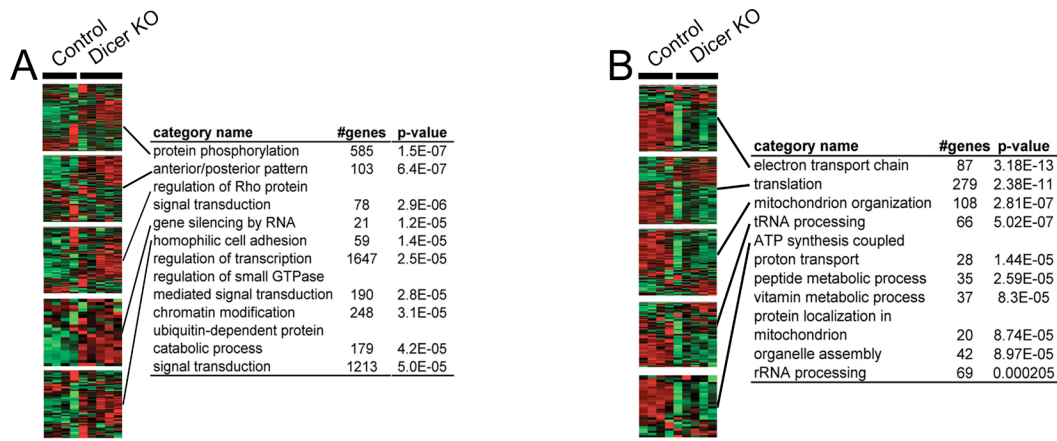 A
Control
Dicer KO
category name #genes p-value
protein phosphorylation 585 1.5E-07
anterior/posterior pattern 103 6.4E-07
regulation of Rho protein
signal transduction 78 2.9E-06
gene silencing by RNA 21 1.2E-05
homophilic cell adhesion 59 1.4E-05
regulation of transcription 1647 2.5E-05
regulation of small GTPase
mediated signal transduction 190 2.8E-05
chromatin modification 248 3.1E-05
ubiquitin-dependent protein
catabolic process 179 4.2E-05
signal transduction 1213 5.0E-05
B
Control
Dicer KO
category name #genes p-value
electron transport chain 87 3.18E-13
translation 279 2.38E-11
mitochondrion organization 108 2.81E-07
tRNA processing 66 5.02E-07
ATP synthesis coupled
proton transport 28 1.44E-05
peptide metabolic process 35 2.59E-05
vitamin metabolic process 37 8.3E-05
protein localization in
mitochondrion 20 8.74E-05
organelle assembly 42 8.97E-05
rRNA processing 69 0.000205